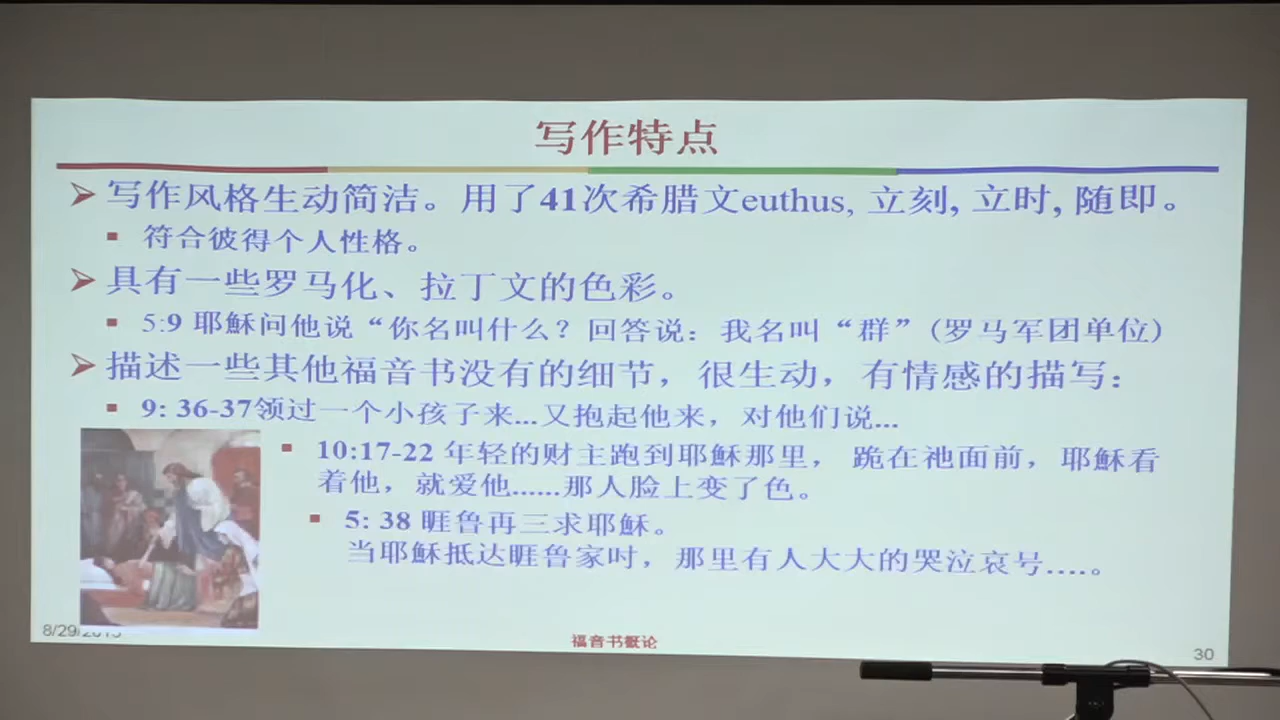 写作特点
写作风格生动简洁。用了41次希腊文euthus, 立刻, 立时, 随即。
符合彼得个人性格。
具有一些罗马化、拉丁文的色彩。
5:9 耶稣问他说“你名叫什么？回答说：我名叫“群”(罗马军团单位)
描述一些其他福音书没有的细节，很生动，有情感的描写：
9: 36-37领过一个小孩子来...又抱起他来，对他们说...
10:17-22 年轻的财主跑到耶稣那里， 跪在祂面前，耶稣看
着他，就爱他......那人脸上变了色。
5: 38 睚鲁再三求耶稣。
当耶稣抵达睚鲁家时，那里有人大大的哭泣哀号....。
福音书概论
30